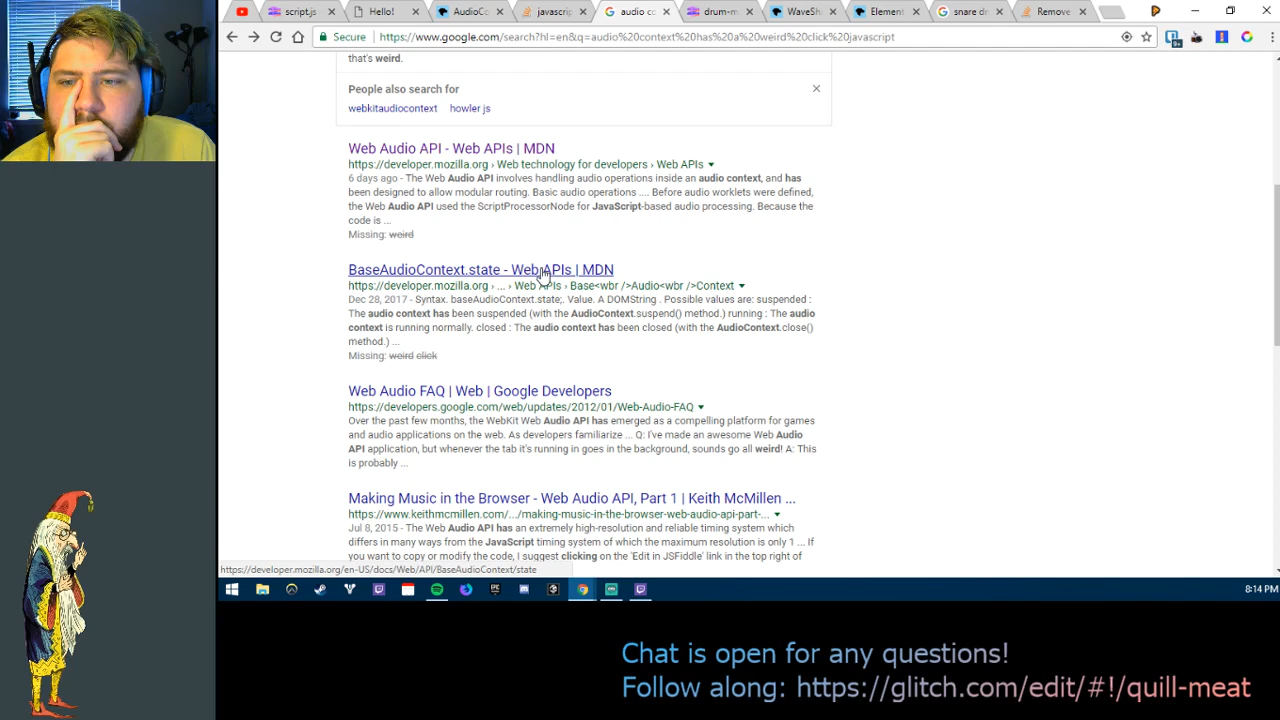 script.js
Hello!
audioC
javascrip
audio co
drum-m
WaveSh
Element
snare dr
Remove
Secure https://www.google.com/search?hl=en&q=audio%20context%20has%20a%20weird%20click%20javascript
that's weird.
People also search for
webkitaudiocontext howler js
Web Audio API - Web APIs | MDN
https://developer.mozilla.org › Web technology for developers › Web APIs
6 days ago - The Web Audio API involves handling audio operations inside an audio context, and has
been designed to allow modular routing. Basic audio operations .... Before audio worklets were defined,
the Web Audio API used the ScriptProcessorNode for JavaScript-based audio processing. Because the
code is ...
Missing: weird
BaseAudioContext.state - Web APIs | MDN
https://developer.mozilla.org › ... › Web APIs › Base<wbr />Audio<wbr />Context
Dec 28, 2017 - Syntax. baseAudioContext.state;. Value. A DOMString . Possible values are: suspended :
The audio context has been suspended (with the AudioContext.suspend() method.) running : The audio
context is running normally. closed : The audio context has been closed (with the AudioContext.close()
method.) ...
Missing: weird click
Web Audio FAQ | Web | Google Developers
https://developers.google.com/web/updates/2012/01/Web-Audio-FAQ
Over the past few months, the WebKit Web Audio API has emerged as a compelling platform for games
and audio applications on the web. As developers familiarize ... Q: I've made an awesome Web Audio
API application, but whenever the tab it's running in goes in the background, sounds go all weird! A: This
is probably ...
Making Music in the Browser - Web Audio API, Part 1 | Keith McMillen ...
https://www.keithmcmillen.com/.../making-music-in-the-browser-web-audio-api-part-...
Jul 8, 2015 - The Web Audio API has an extremely high-resolution and reliable timing system which
differs in many ways from the JavaScript timing system of which the maximum resolution is only 1 ... If
you want to copy or modify the code, I suggest clicking on the 'Edit in JSFiddle' link in the top right of
https://developer.mozilla.org/en-US/docs/Web/API/BaseAudioContext/state
8:14 PM
Chat is open for any questions!
Follow along: https://glitch.com/edit/#!/quill-meat